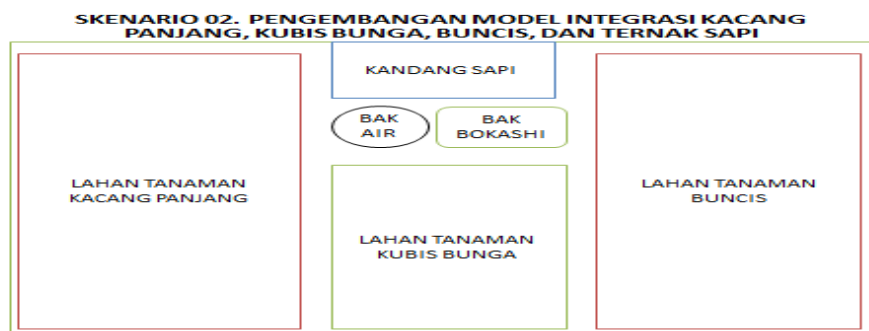 SKENARIO 02. PENGEMBANGAN MODEL INTEGRASI KACANG
PANJANG, KUBIS BUNGA, BUNCIS, DAN TERNAK SAPI
KANDANG SAPI
BAK
AIR
BAK
BOKASHI
LAHAN TANAMAN
KACANG PANJANG
LAHAN TANAMAN
KUBIS BUNGA
LAHAN TANAMAN
BUNCIS